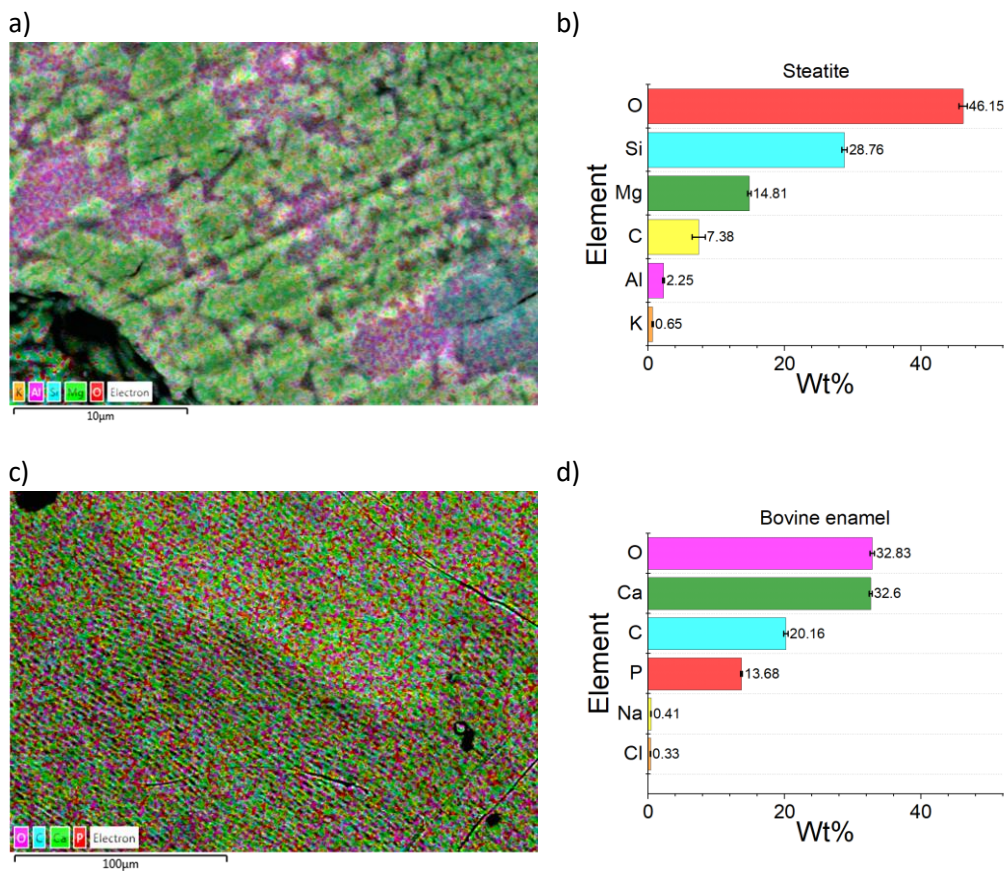 a)
K Al Si Mg O Electron
10µm
b)
Steatite
Element
O 46.15
Si 28.76
Mg 14.81
C 7.38
Al 2.25
K 0.65
0 20 40
Wt%
c)
O C Ca P Electron
100µm
d)
Bovine enamel
Element
O 32.83
Ca 32.6
C 20.16
P 13.68
Na 0.41
Cl 0.33
0 20 40
Wt%